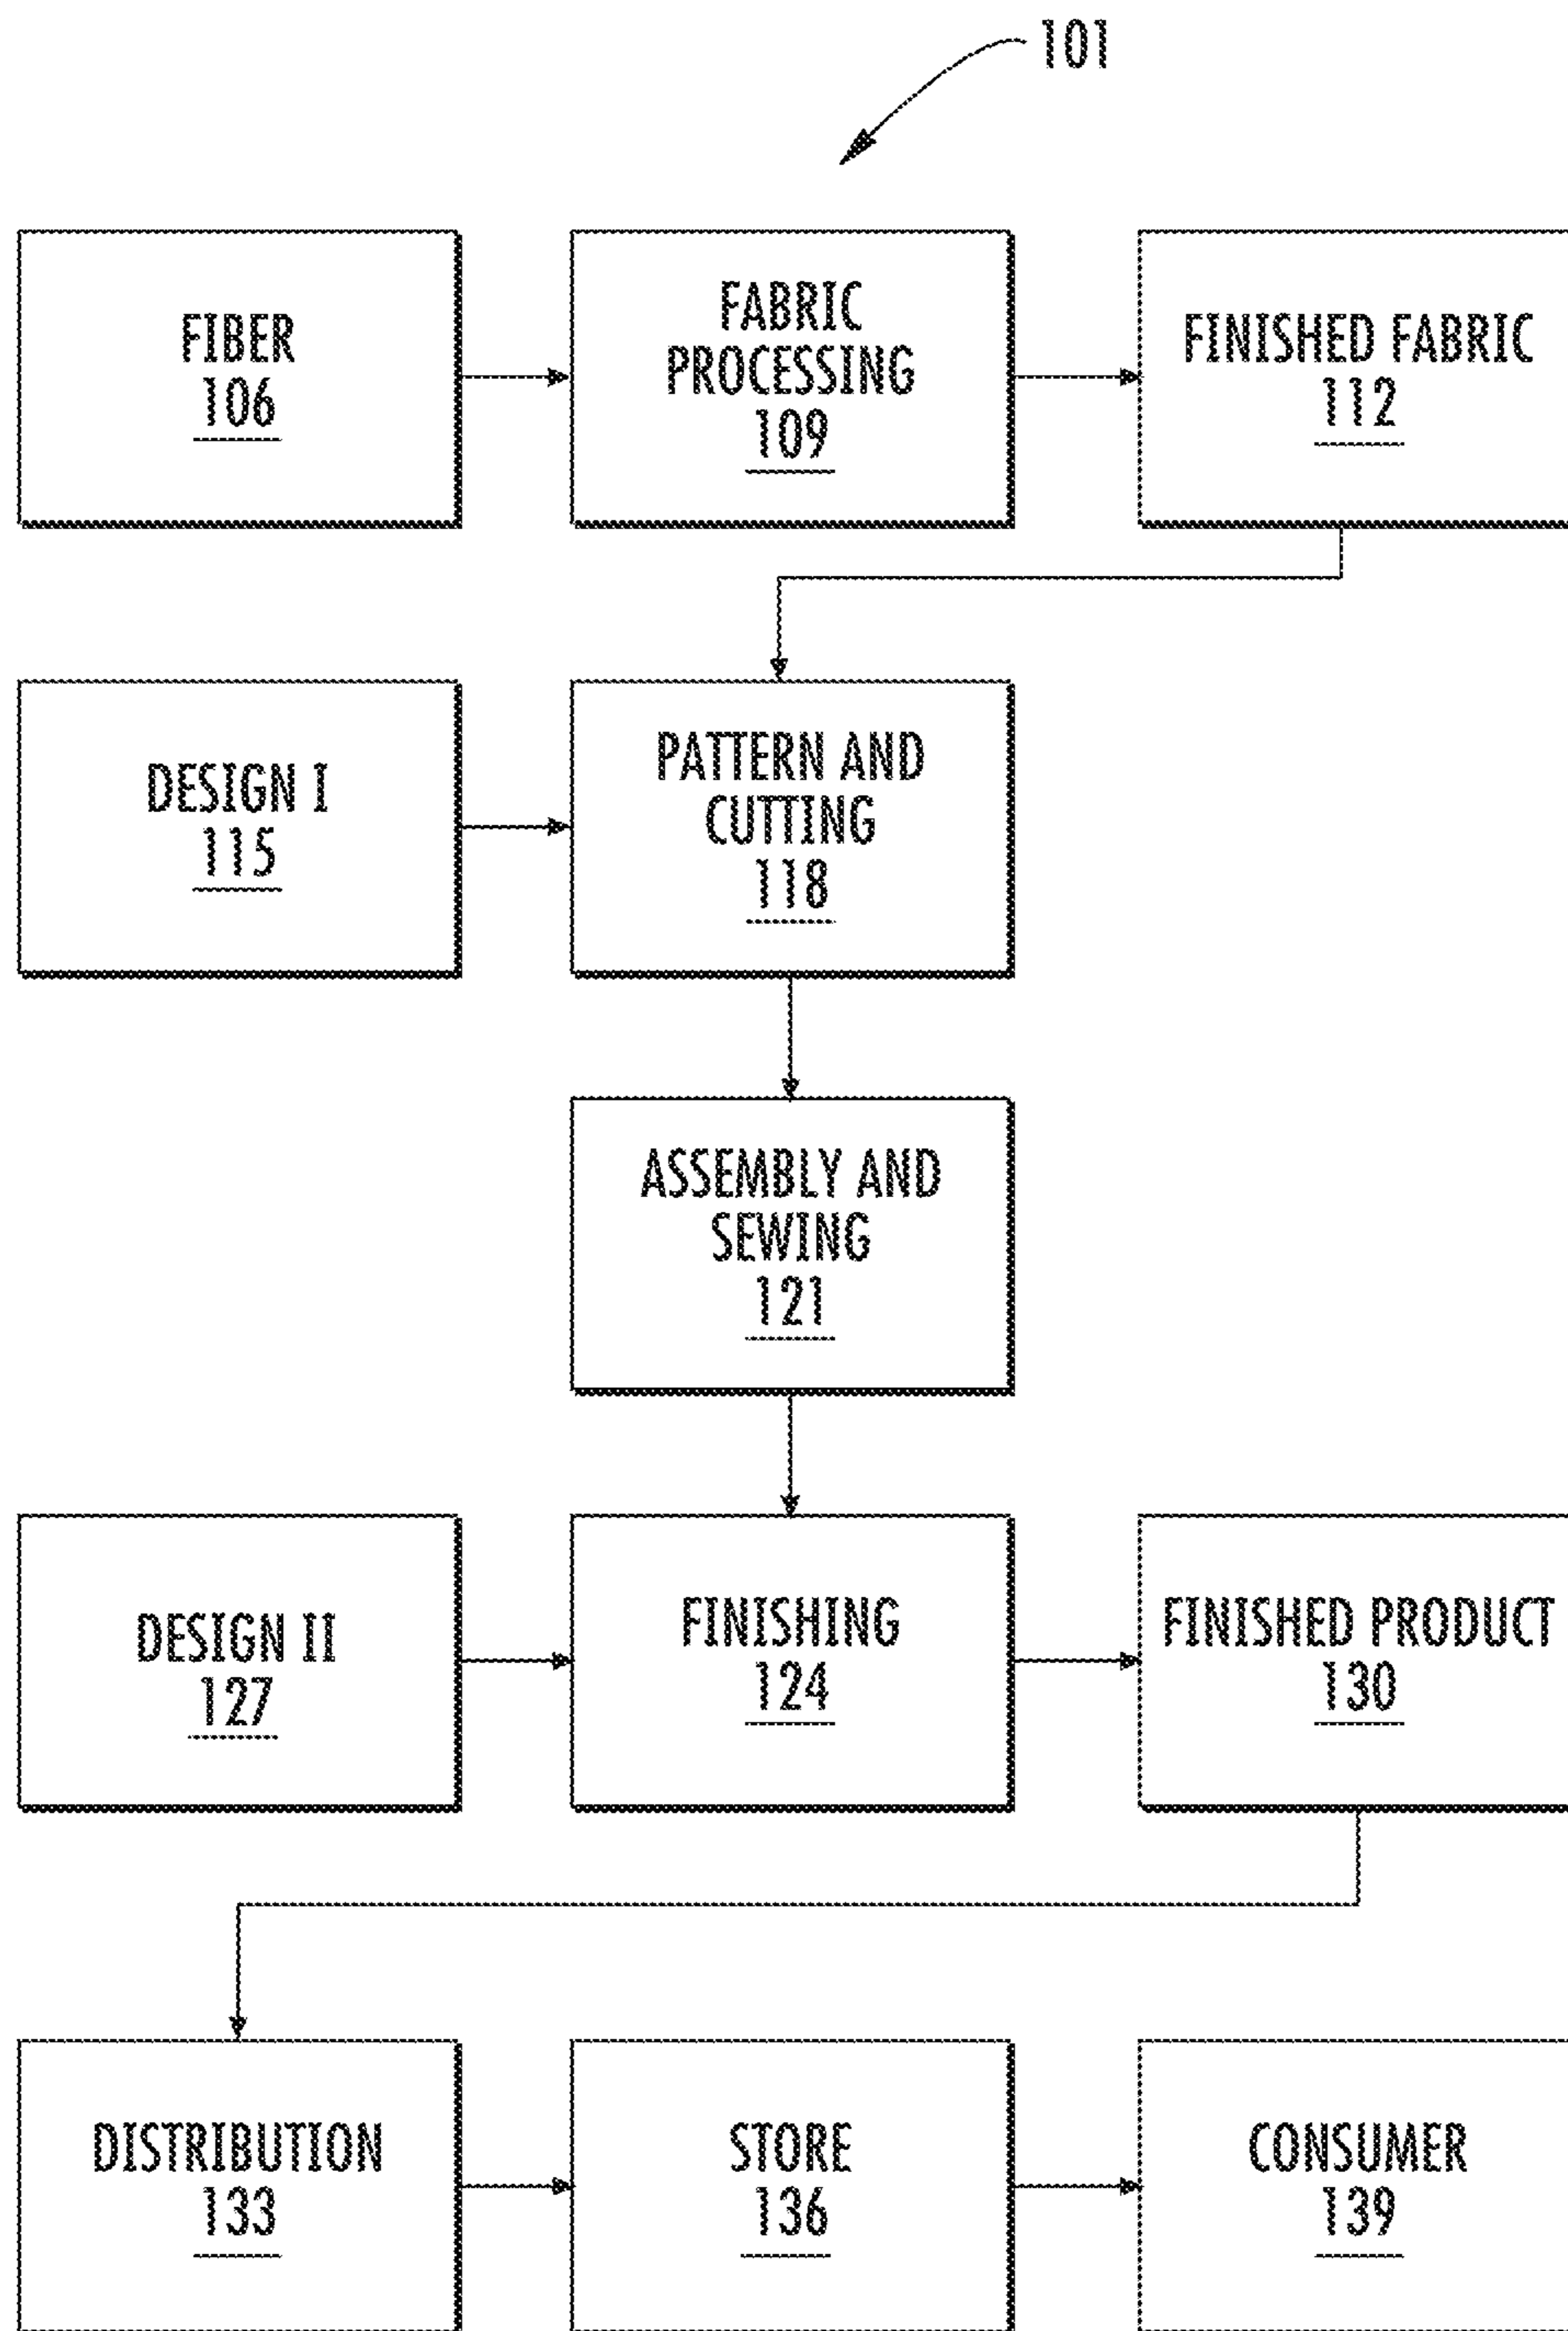 101
FIBER
106
FABRIC
PROCESSING
109
FINISHED FABRIC
112
DESIGN I
115
PATTERN AND
CUTTING
118
ASSEMBLY AND
SEWING
121
DESIGN II
127
FINISHING
124
FINISHED PRODUCT
130
DISTRIBUTION
133
STORE
136
CONSUMER
139